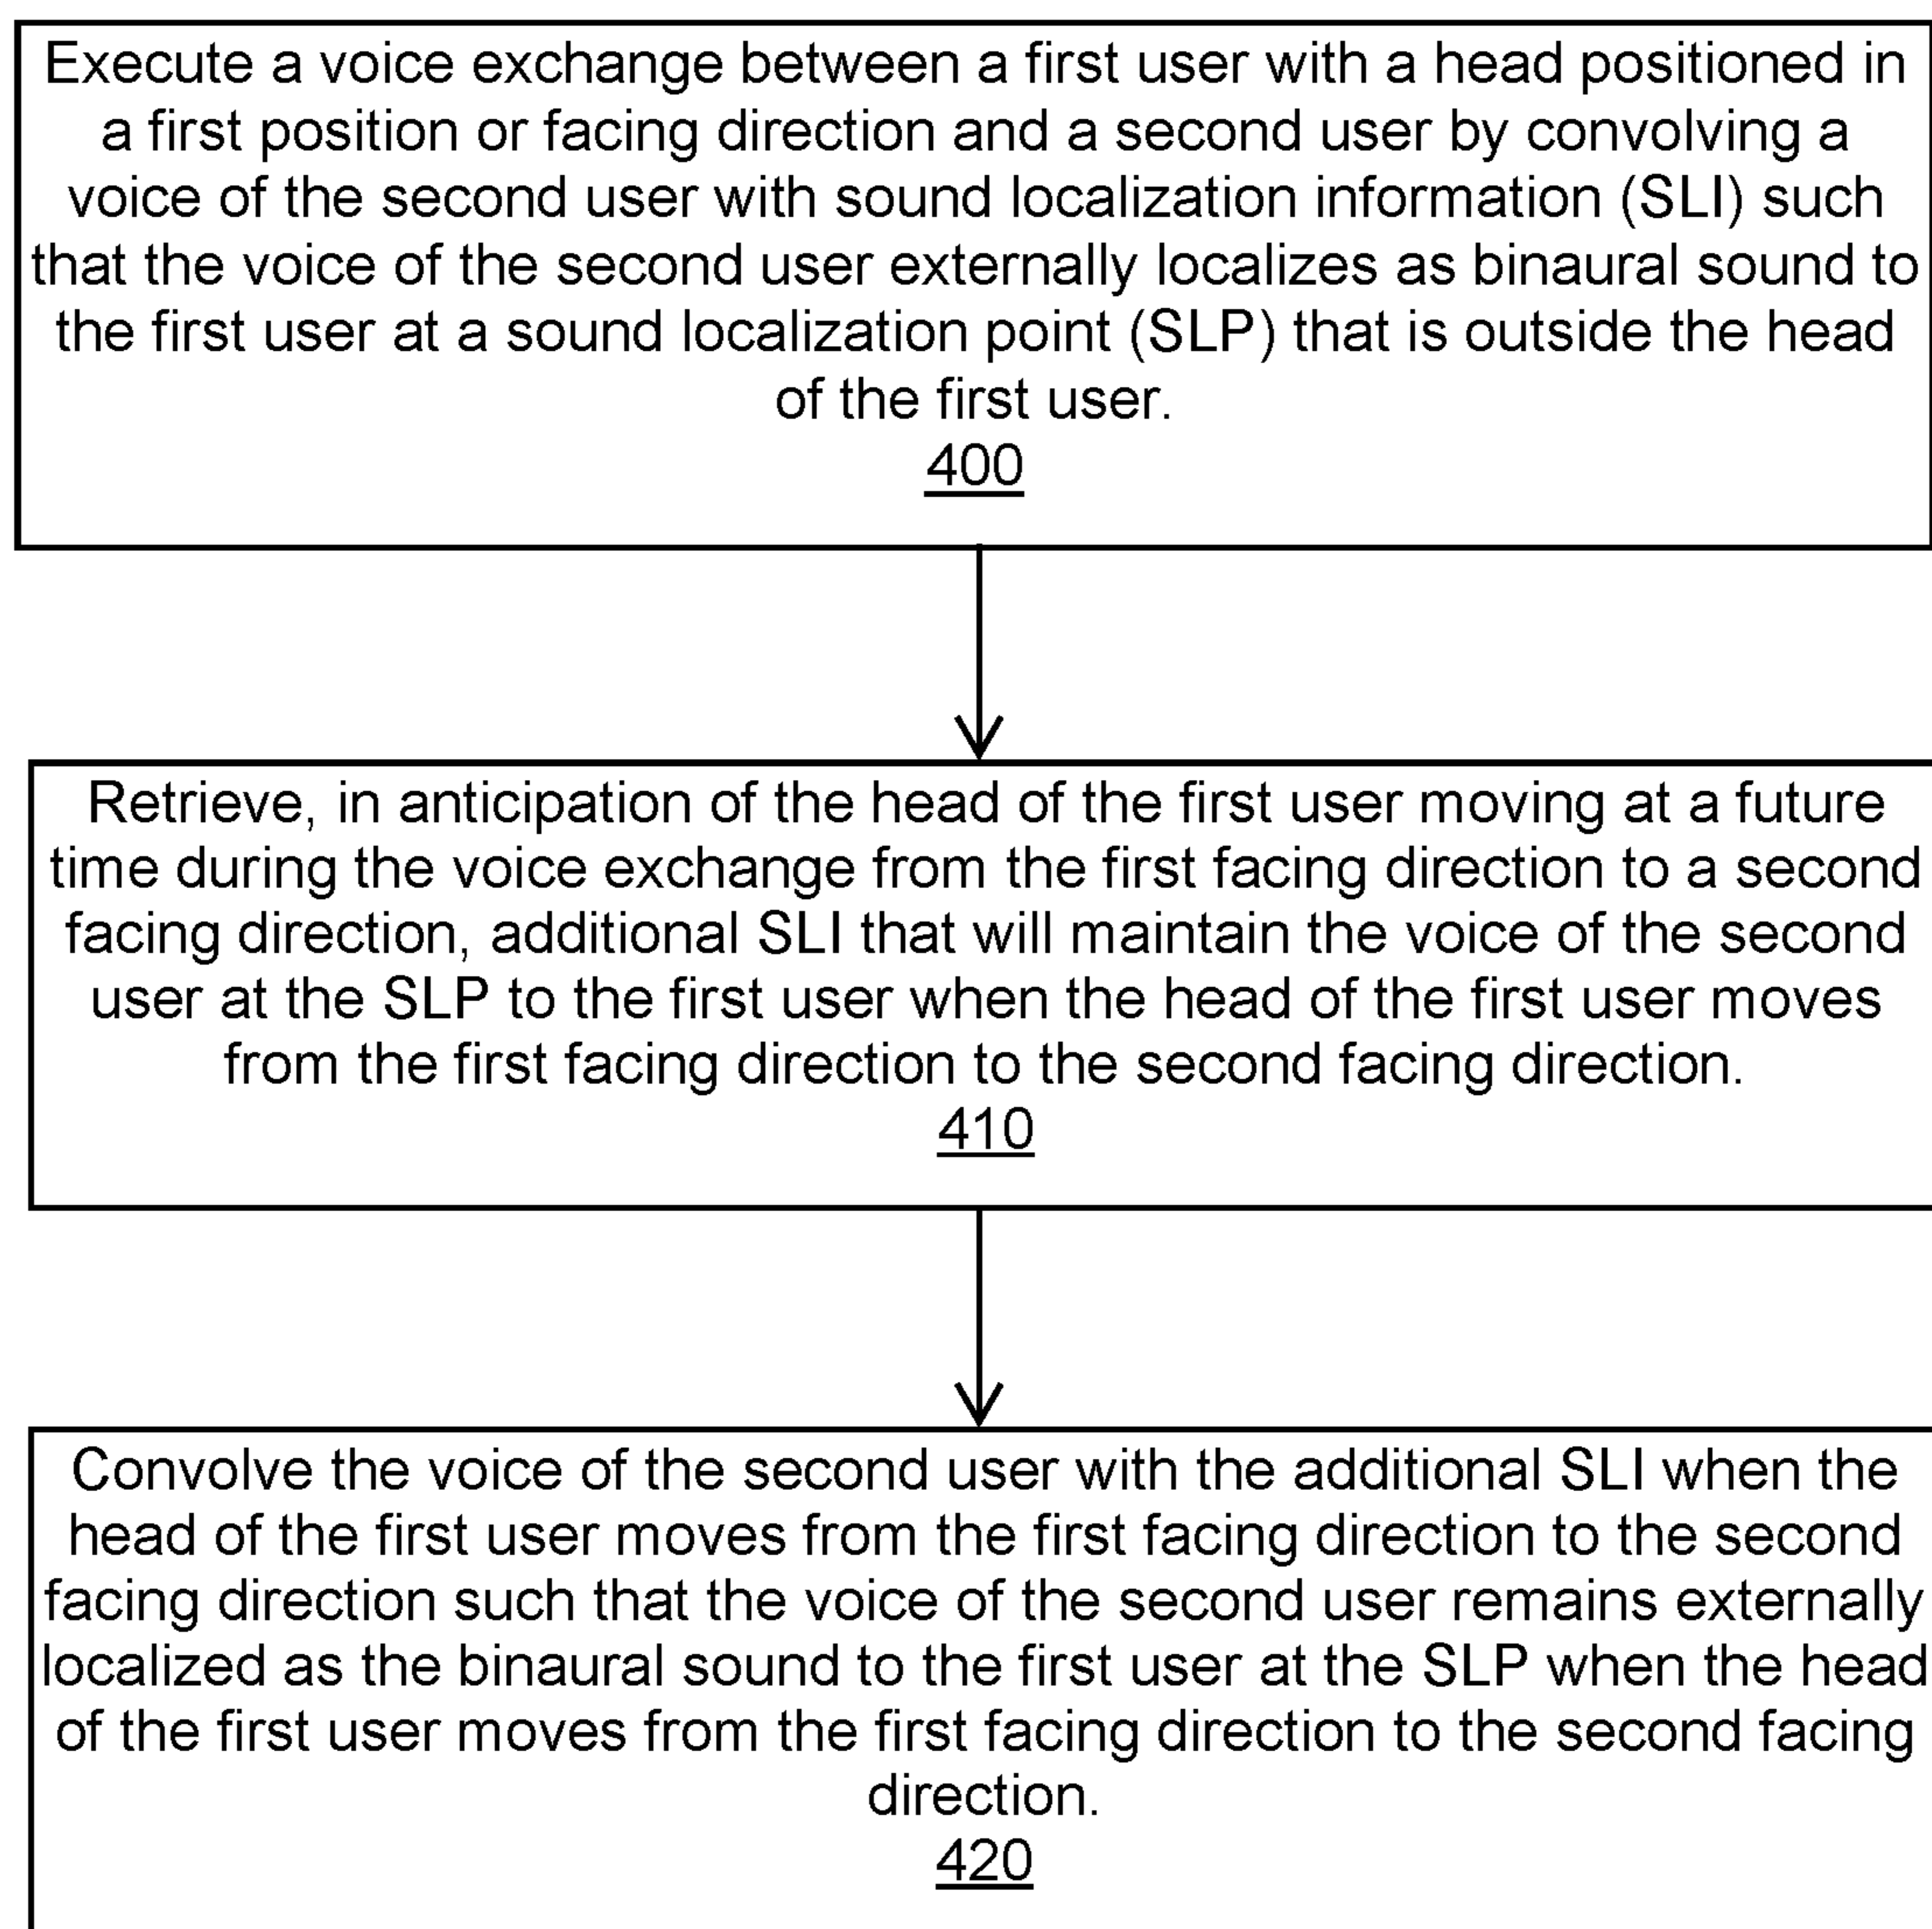 Execute a voice exchange between a first user with a head positioned in
a first position or facing direction and a second user by convolving a
voice of the second user with sound localization information (SLI) such
that the voice of the second user externally localizes as binaural sound to
the first user at a sound localization point (SLP) that is outside the head
of the first user.
400
Retrieve, in anticipation of the head of the first user moving at a future
time during the voice exchange from the first facing direction to a second
facing direction, additional SLI that will maintain the voice of the second
user at the SLP to the first user when the head of the first user moves
from the first facing direction to the second facing direction.
410
Convolve the voice of the second user with the additional SLI when the
head of the first user moves from the first facing direction to the second
facing direction such that the voice of the second user remains externally
localized as the binaural sound to the first user at the SLP when the head
of the first user moves from the first facing direction to the second facing
direction.
420